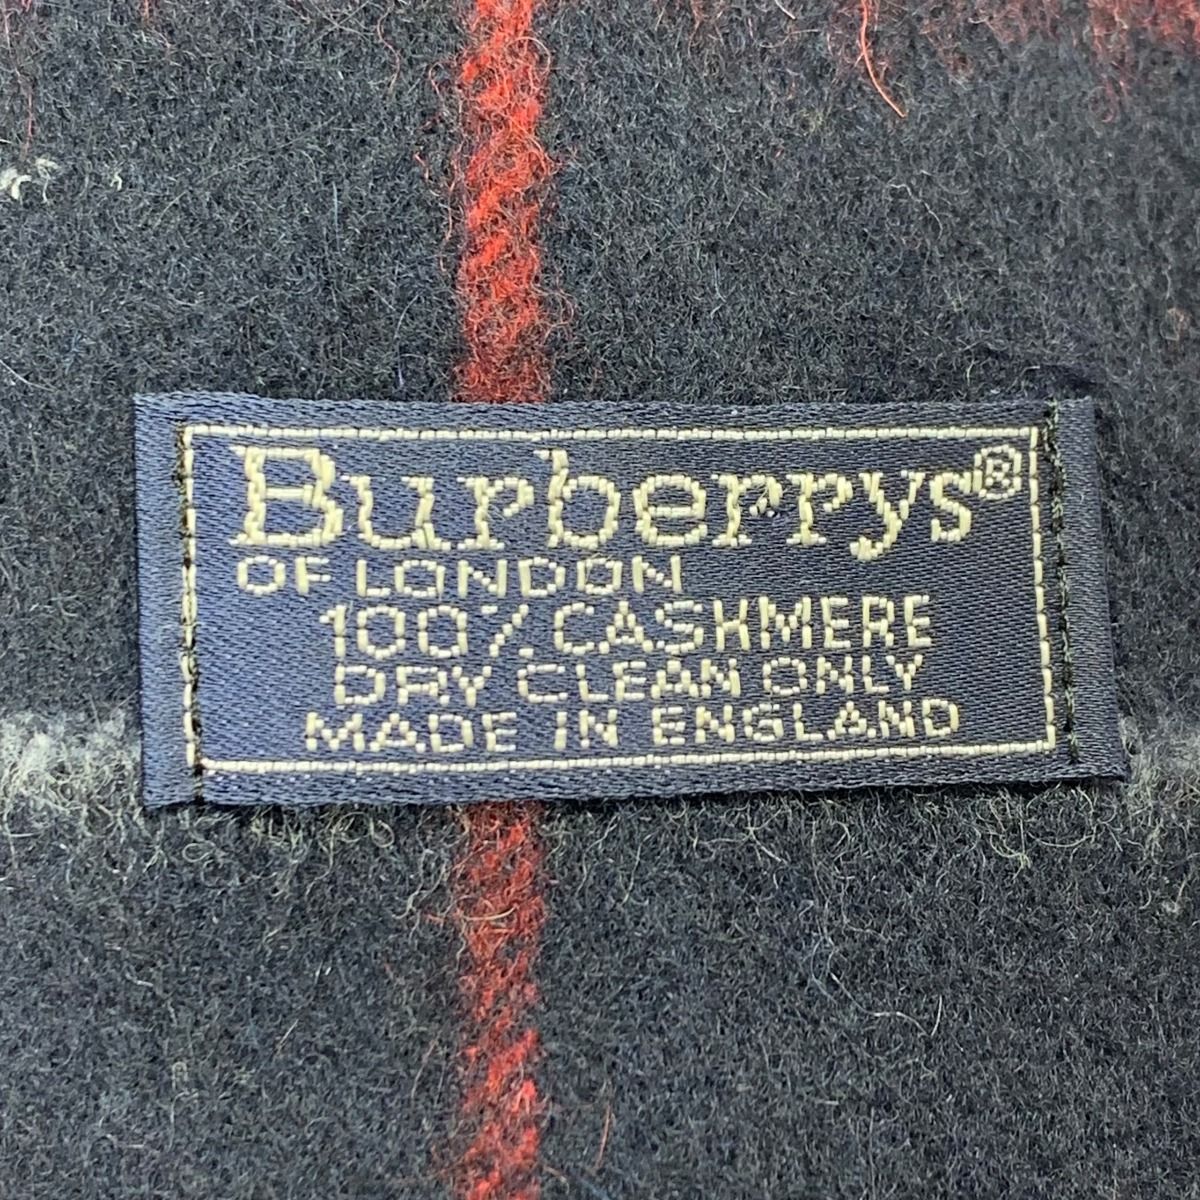 Burberrys®
OF LONDON
100% CASHMERE
DRY CLEAN ONLY
MADE IN ENGLAND